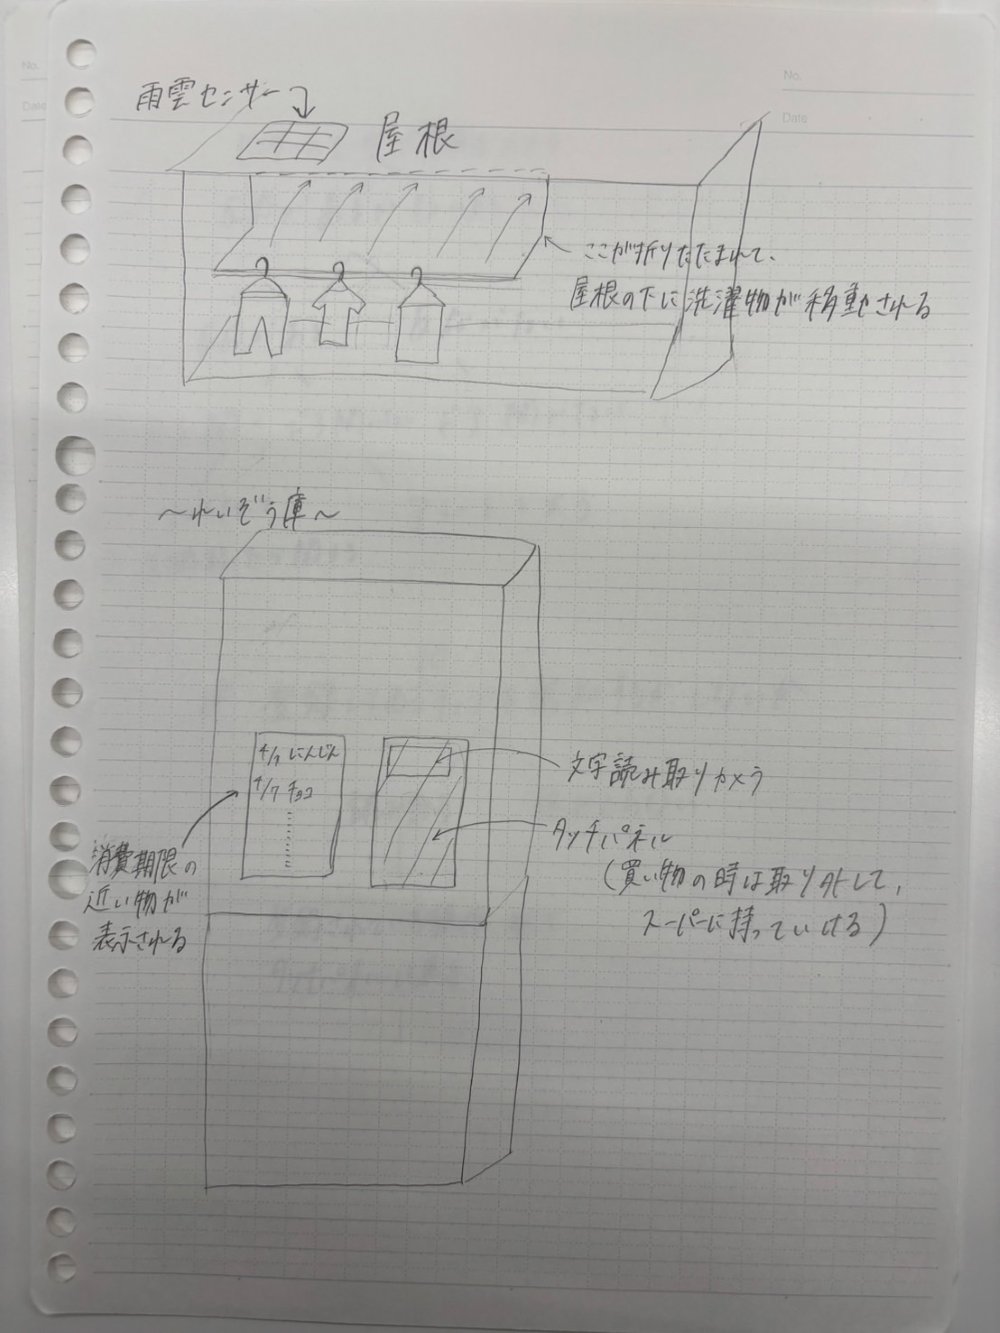 No.
Date
No.
Date
雨雲センサー
屋根
ここが折りたたまれて、
屋根の下に洗濯物が移動される
〜れいぞう庫〜
4/7 にんじん
4/7 チョコ
文字読み取りカメラ
タッチパネル
(買い物の時は取り外して、
スーパーに持っていける)
消費期限の
近い物が
表示される